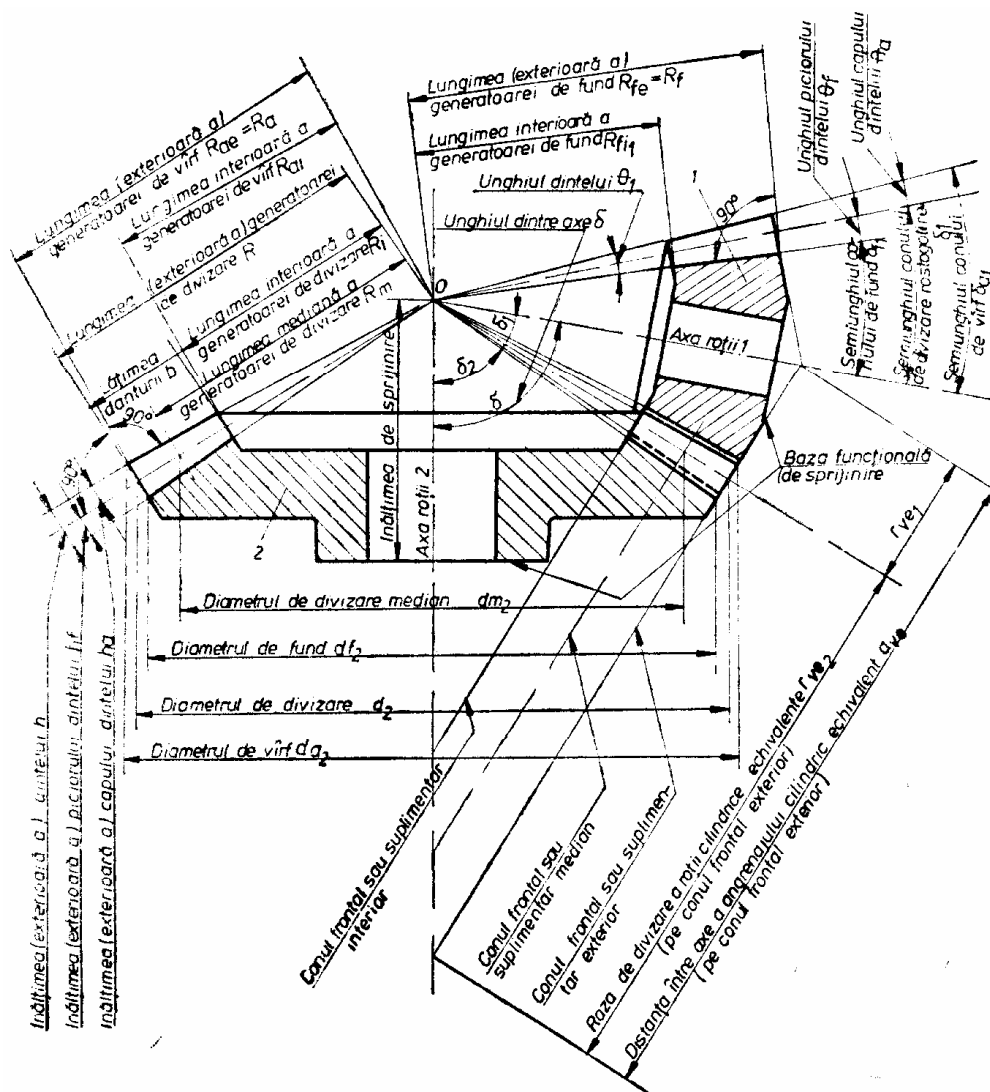 Lungimea (exterioară a)
generatoarei de vîrf Rae = Ra
Lungimea interioară a
generatoarei de vîrf Rai
Lungimea (exterioară a) generatoarei
de divizare R
Lungimea interioară a
generatoarei de divizare Ri
Lungimea mediană a
generatoarei de divizare Rm
danturii b
90°
90°
Lungimea (exterioară a)
generatoarei de fund Rfe = Rf
Lungimea interioară a
generatoarei de fund Rfi1
Unghiul dintelui θ1
Unghiul dintre axe δ
1
90°
Unghiul piciorului
dintelui θf
Unghiul capului
dintelui θa
de fund δf1
Semiunghiul conului
de divizare rostogolire
δ1
Semiunghiul conului
de vîrf δa1
O
δ1
δ2
δ
Axa roții 1
Înălțimea de sprijinire
Axa roții 2
2
Baza funcțională
(de sprijinire
Diametrul de divizare median dm2
Diametrul de fund df2
Diametrul de divizare d2
Diametrul de vîrf da2
Înălțimea (exterioară a) dintelui h
Înălțimea (exterioară a) piciorului dintelui hf
Înălțimea (exterioară a) capului dintelui ha
Conul frontal sau suplimentar
interior
Conul frontal sau
suplimentar median
Conul frontal sau suplimen-
tar exterior
Raza de divizare a roții cilindrice echivalente rve2
(pe conul frontal exterior)
Distanța între axe a angrenajului cilindric echivalent ave
(pe conul frontal exterior)
rve1